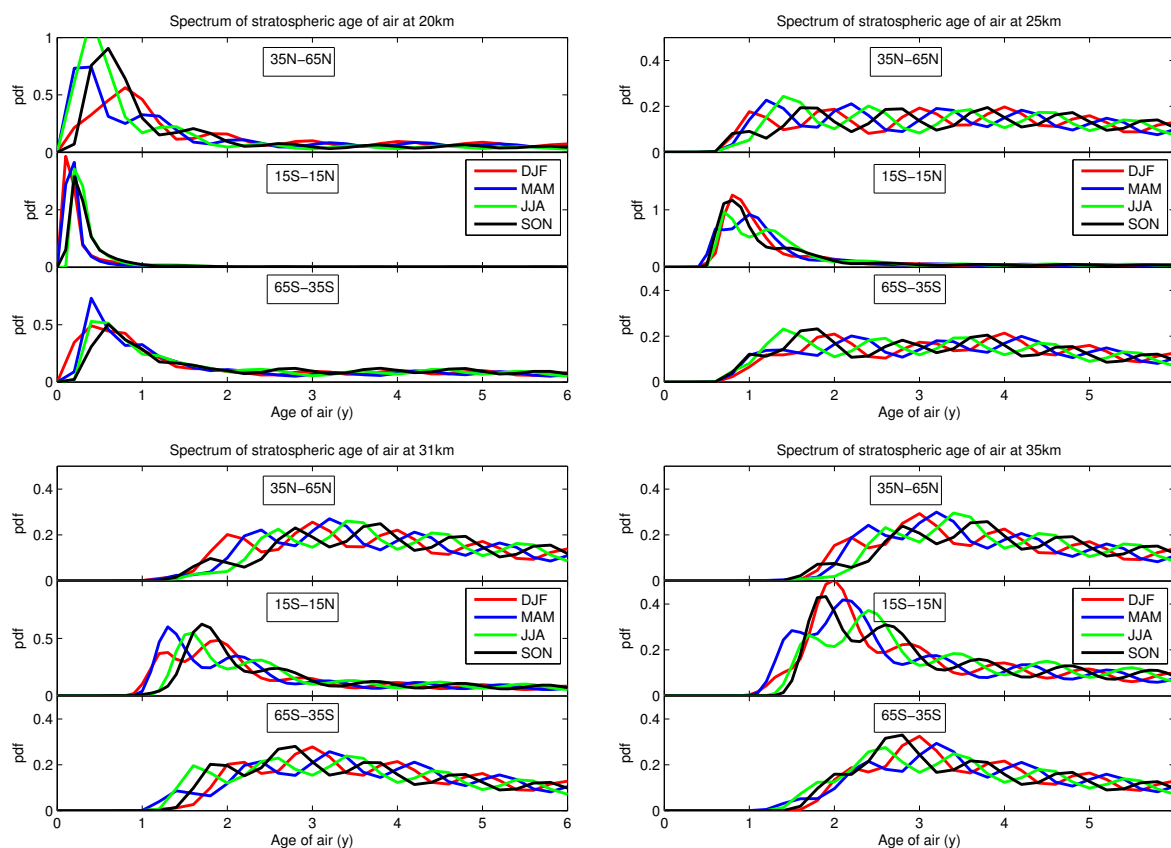 Spectrum of stratospheric age of air at 20km
1
0.5
0
pdf
35N−65N
2
0
pdf
15S−15N
DJF
MAM
JJA
SON
0.5
0
pdf
65S−35S
0 1 2 3 4 5 6
Age of air (y)
Spectrum of stratospheric age of air at 25km
0.4
0.2
0
pdf
35N−65N
2
1
0
pdf
15S−15N
DJF
MAM
JJA
SON
0.4
0.2
0
pdf
65S−35S
0 1 2 3 4 5
Age of air (y)
Spectrum of stratospheric age of air at 31km
0.4
0.2
0
pdf
35N−65N
0.5
0
pdf
15S−15N
DJF
MAM
JJA
SON
0.4
0.2
0
pdf
65S−35S
0 1 2 3 4 5 6
Age of air (y)
Spectrum of stratospheric age of air at 35km
0.4
0.2
0
pdf
35N−65N
0.4
0.2
0
pdf
15S−15N
DJF
MAM
JJA
SON
0.4
0.2
0
pdf
65S−35S
0 1 2 3 4 5
Age of air (y)